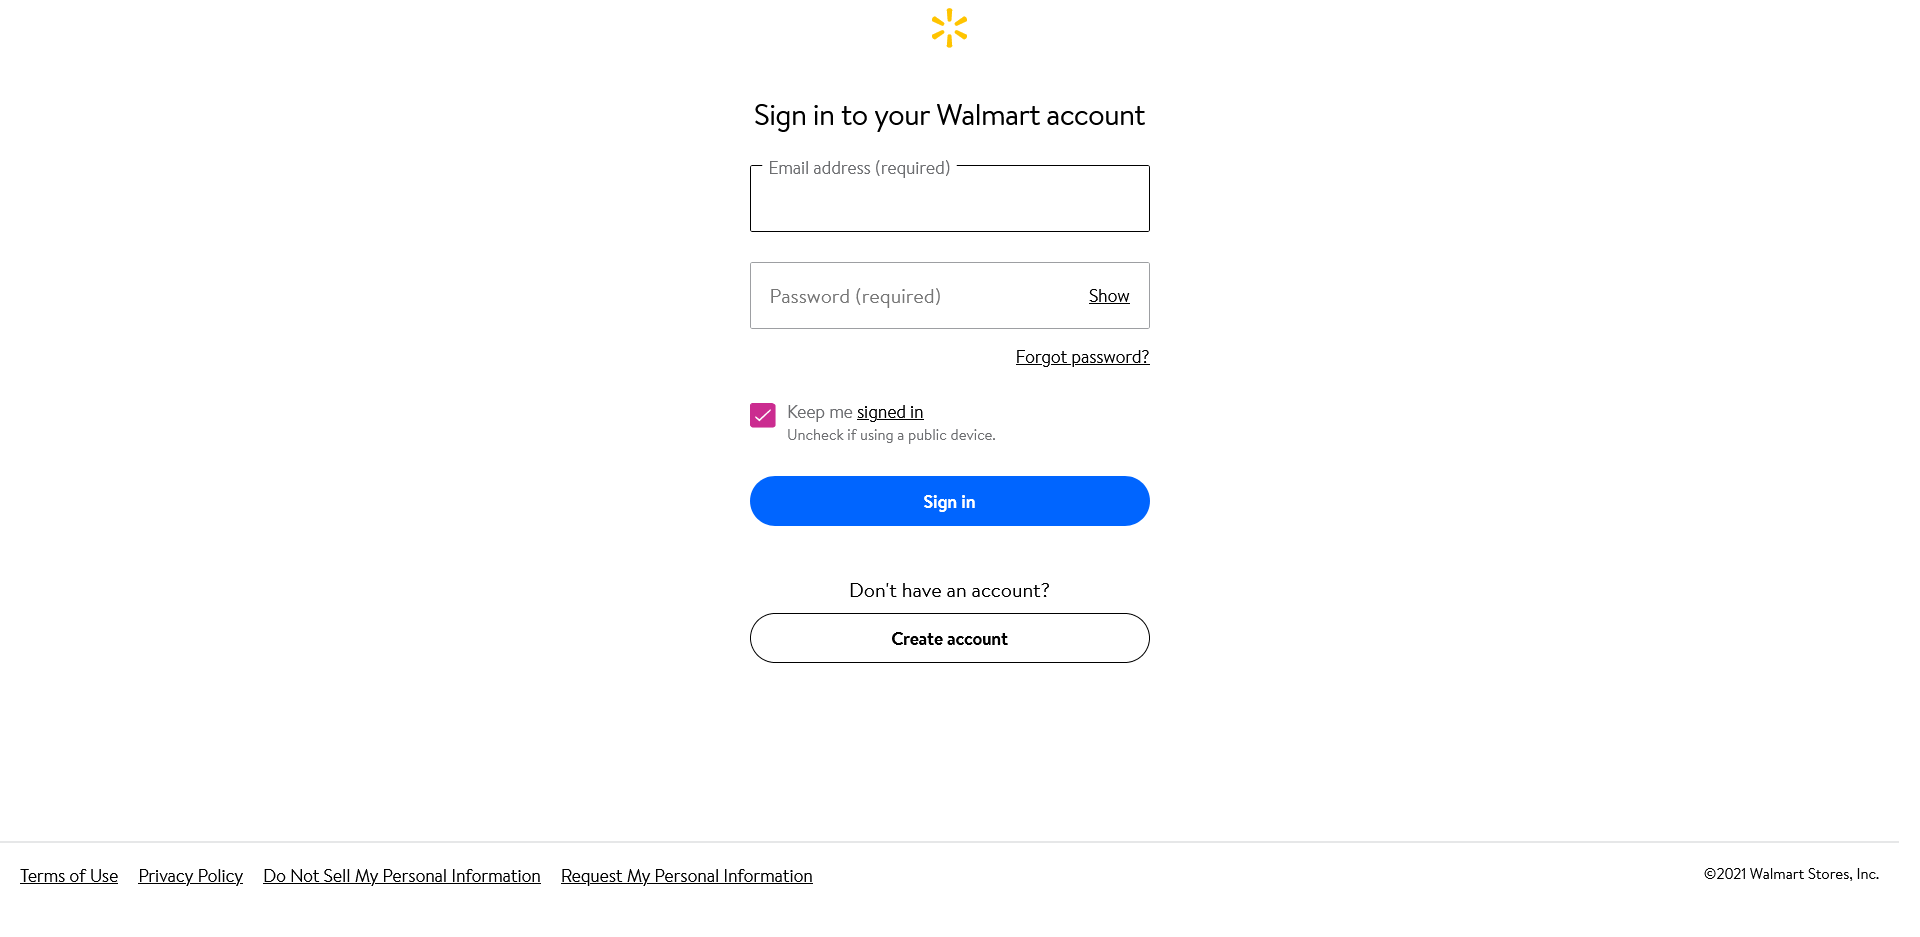 Sign in to your Walmart account
Email address (required)
Password (required) Show
Forgot password?
Keep me signed in
Uncheck if using a public device.
Sign in
Don't have an account?
Create account
Terms of Use Privacy Policy Do Not Sell My Personal Information Request My Personal Information ©2021 Walmart Stores, Inc.